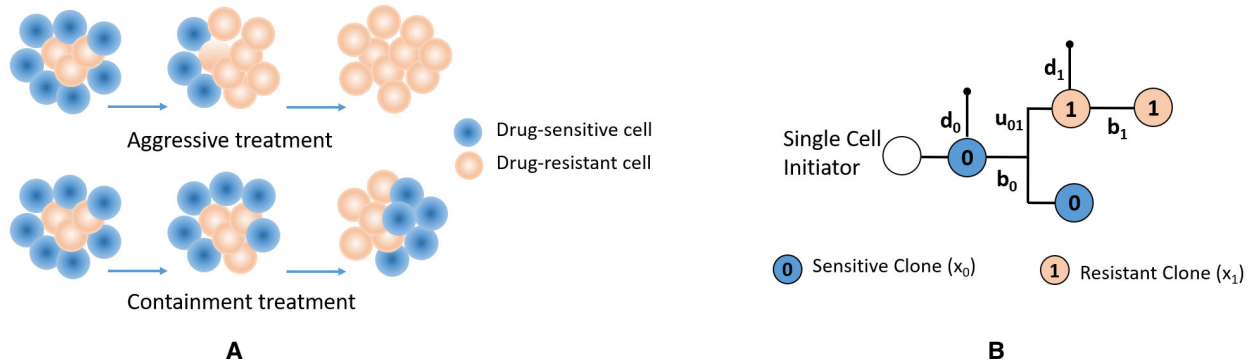 Aggressive treatment
Drug-sensitive cell
Drug-resistant cell
Containment treatment
A
Single Cell
Initiator
d₀
0
b₀
u₀₁
d₁
1
b₁
1
0
0 Sensitive Clone (x₀)
1 Resistant Clone (x₁)
B